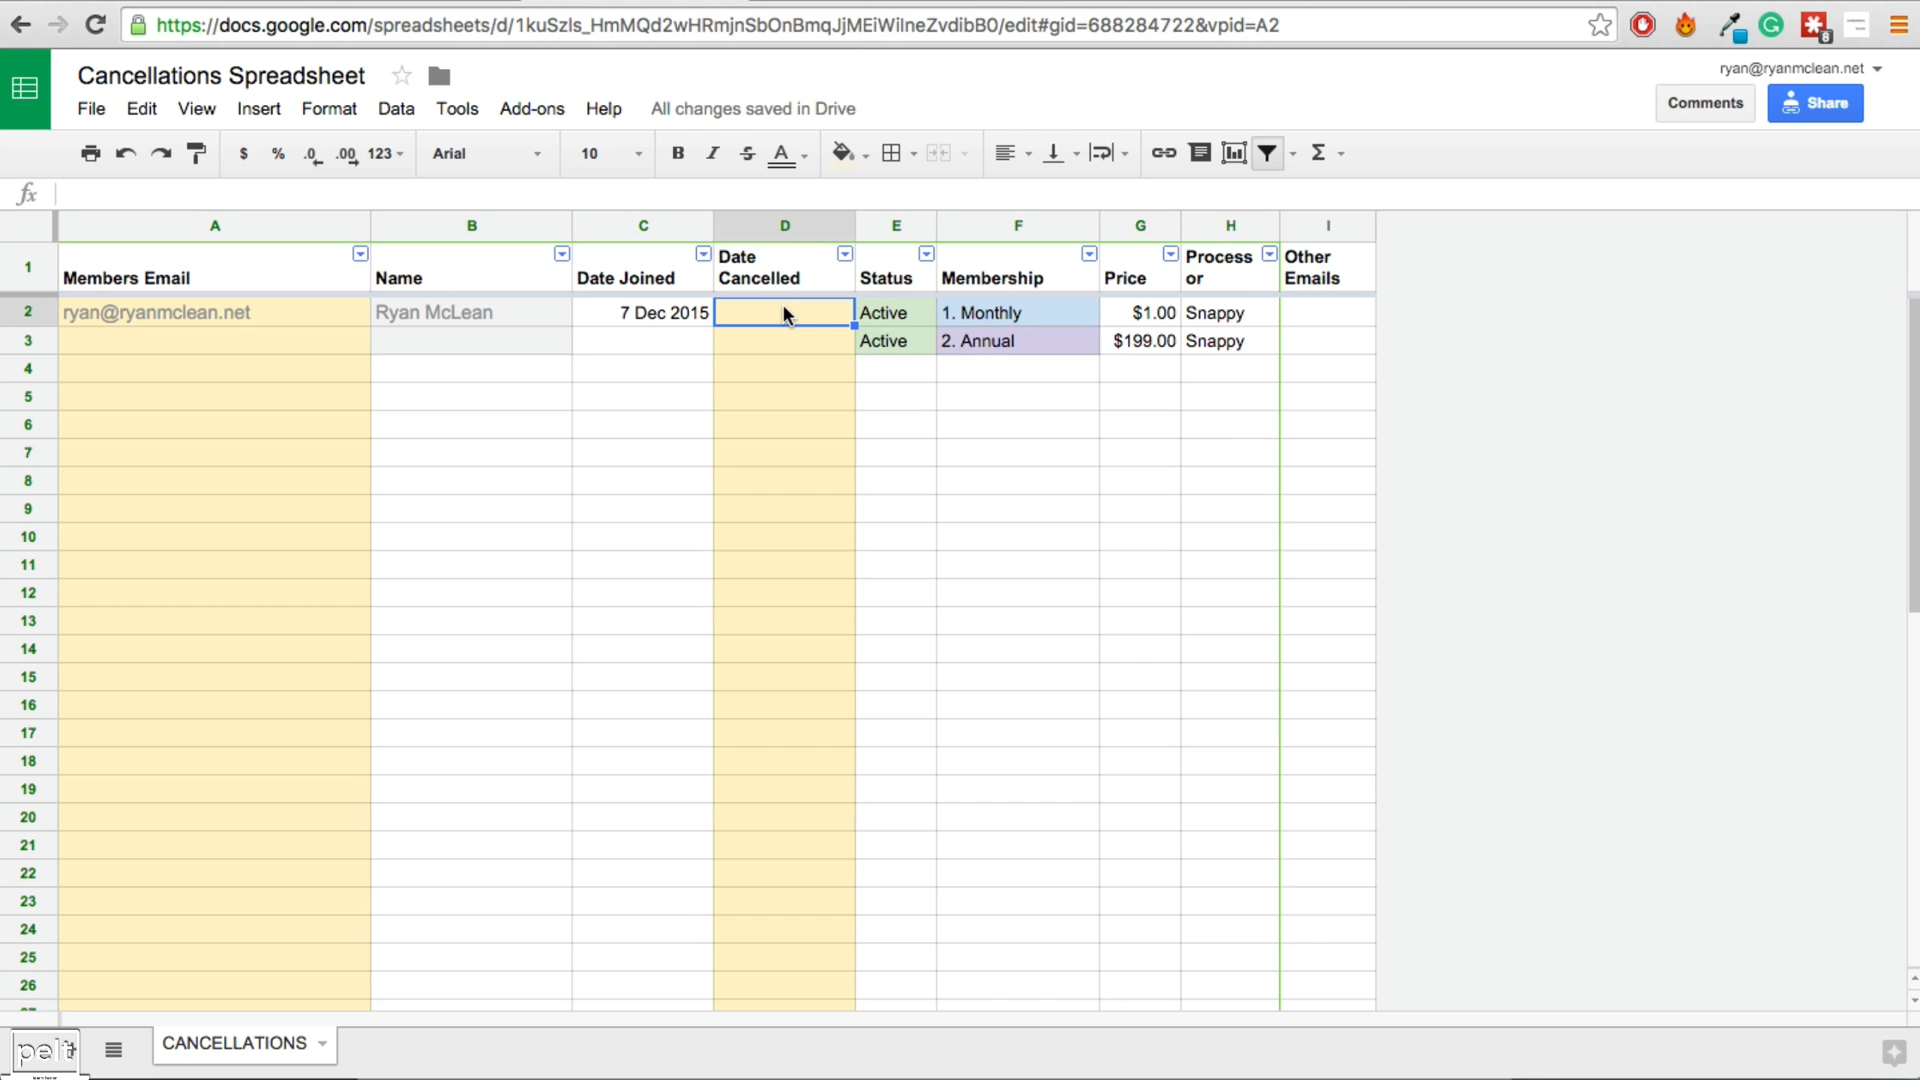 https://docs.google.com/spreadsheets/d/1kuSzls_HmMQd2wHRmjnSbOnBmqJjMEiWilneZvdibB0/edit#gid=688284722&vpid=A2
8
Cancellations Spreadsheet
ryan@ryanmclean.net
File Edit View Insert Format Data Tools Add-ons Help All changes saved in Drive
Comments Share
$ % .0 .00 123 Arial 10 B I S A Σ
fx
A B C D E F G H I
1 Members Email Name Date Joined Date Cancelled Status Membership Price Process or Other Emails
2 ryan@ryanmclean.net Ryan McLean 7 Dec 2015 Active 1. Monthly $1.00 Snappy
3 Active 2. Annual $199.00 Snappy
4
5
6
7
8
9
10
11
12
13
14
15
16
17
18
19
20
21
22
23
24
25
26
pelt CANCELLATIONS